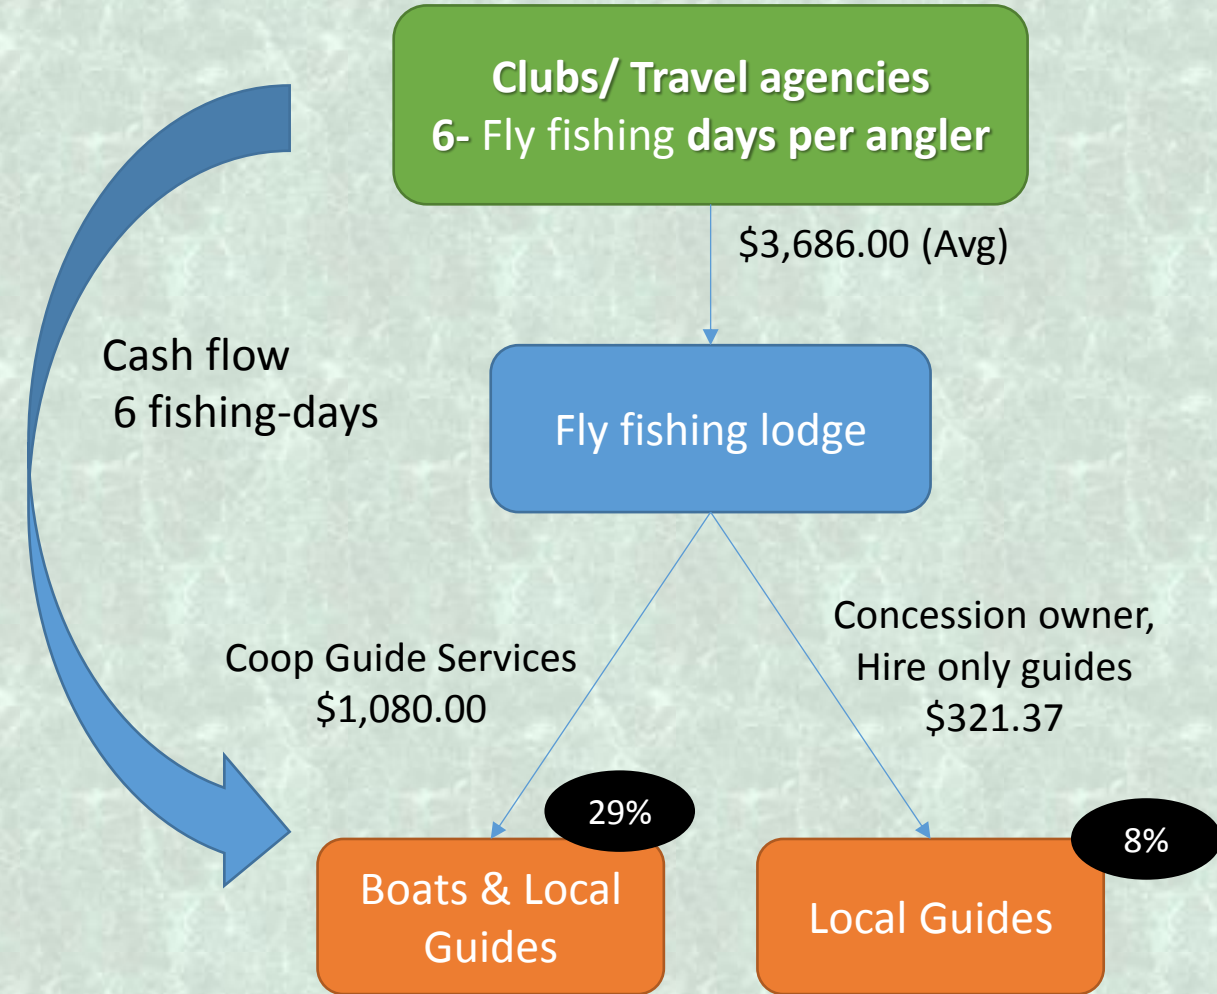 Clubs/ Travel agencies
6- Fly fishing days per angler
$3,686.00 (Avg)
Cash flow
6 fishing-days
Fly fishing lodge
Coop Guide Services
$1,080.00
Concession owner,
Hire only guides
$321.37
29%
8%
Boats & Local
Guides
Local Guides